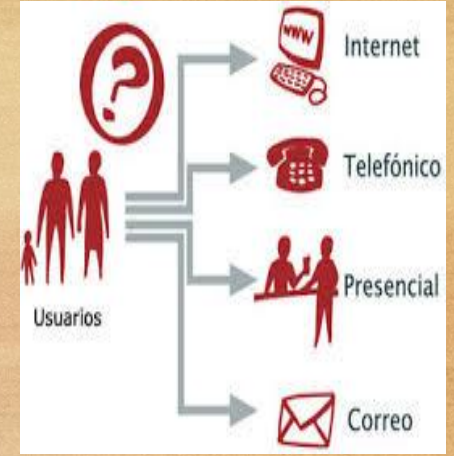 www
Internet
Telefónico
Usuarios
Presencial
Correo